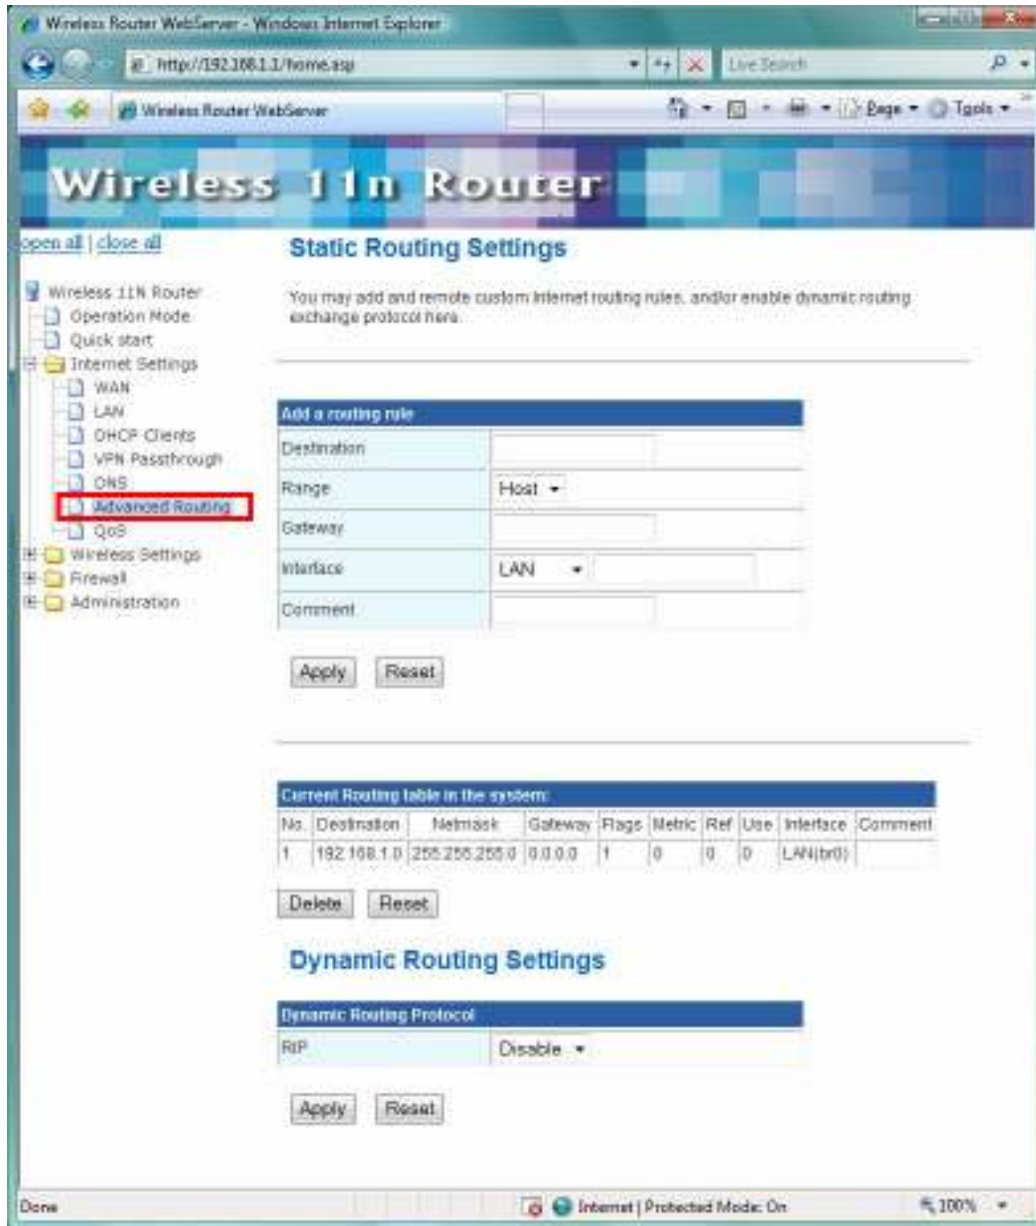 Wireless Router WebServer - Windows Internet Explorer
http://192.168.1.1/home.asp
Live Search
Wireless Router WebServer
Page
Tools
Wireless 11n Router
open all | close all
Wireless 11N Router
Operation Mode
Quick start
Internet Settings
WAN
LAN
DHCP Clients
VPN Passthrough
DNS
Advanced Routing
QoS
Wireless Settings
Firewall
Administration
Static Routing Settings
You may add and remote custom Internet routing rules, and/or enable dynamic routing
exchange protocol here.
Add a routing rule
Destination
Range Host
Gateway
Interface LAN
Comment
Apply Reset
Current Routing table in the system:
No. Destination Netmask Gateway Flags Metric Ref Use Interface Comment
1 192.168.1.0 255.255.255.0 0.0.0.0 1 0 0 0 LAN(br0)
Delete Reset
Dynamic Routing Settings
Dynamic Routing Protocol
RIP Disable
Apply Reset
Done
Internet | Protected Mode: On
100%